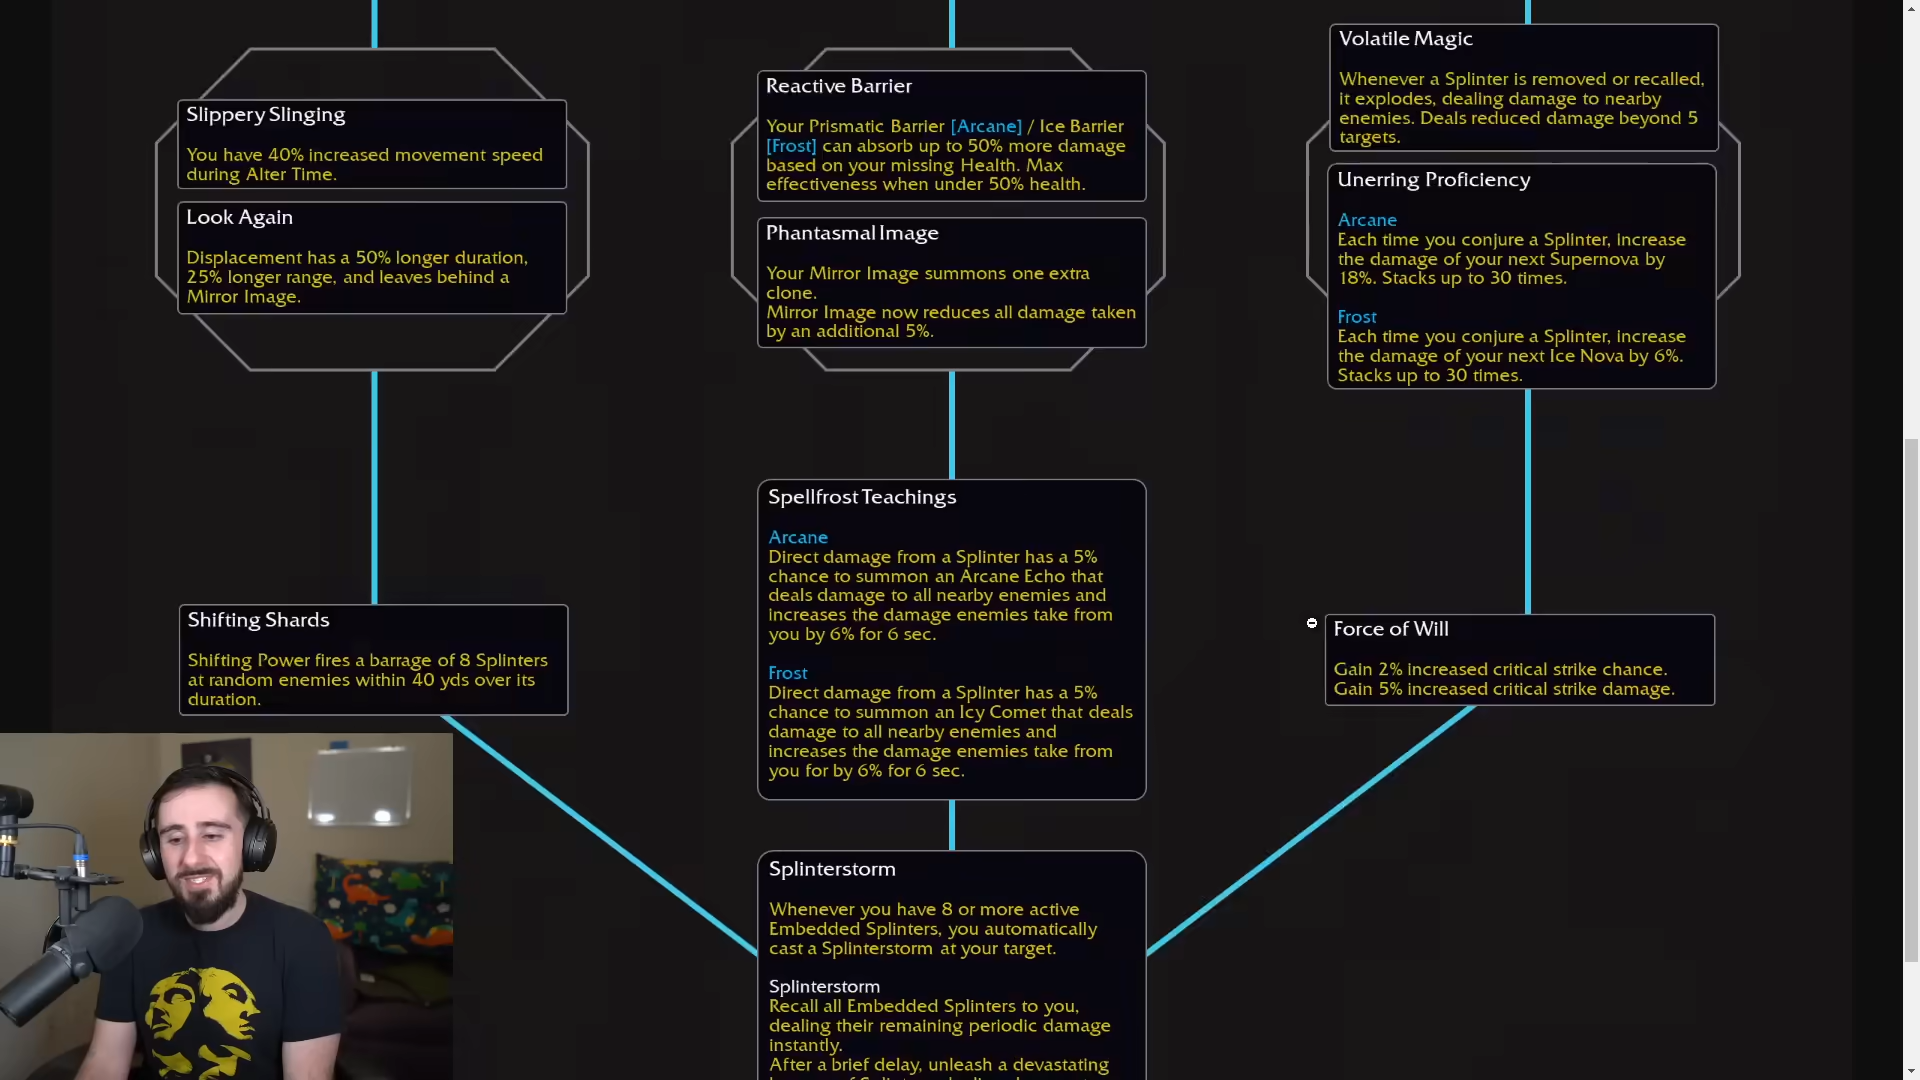 Slippery Slinging
You have 40% increased movement speed
during Alter Time.
Look Again
Displacement has a 50% longer duration,
25% longer range, and leaves behind a
Mirror Image.
Shifting Shards
Shifting Power fires a barrage of 8 Splinters
at random enemies within 40 yds over its
duration.
Reactive Barrier
Your Prismatic Barrier [Arcane] / Ice Barrier
[Frost] can absorb up to 50% more damage
based on your missing Health. Max
effectiveness when under 50% health.
Phantasmal Image
Your Mirror Image summons one extra
clone.
Mirror Image now reduces all damage taken
by an additional 5%.
Spellfrost Teachings
Arcane
Direct damage from a Splinter has a 5%
chance to summon an Arcane Echo that
deals damage to all nearby enemies and
increases the damage enemies take from
you by 6% for 6 sec.
Frost
Direct damage from a Splinter has a 5%
chance to summon an Icy Comet that deals
damage to all nearby enemies and
increases the damage enemies take from
you for by 6% for 6 sec.
Splinterstorm
Whenever you have 8 or more active
Embedded Splinters, you automatically
cast a Splinterstorm at your target.
Splinterstorm
Recall all Embedded Splinters to you,
dealing their remaining periodic damage
instantly.
After a brief delay, unleash a devastating
Volatile Magic
Whenever a Splinter is removed or recalled,
it explodes, dealing damage to nearby
enemies. Deals reduced damage beyond 5
targets.
Unerring Proficiency
Arcane
Each time you conjure a Splinter, increase
the damage of your next Supernova by
18%. Stacks up to 30 times.
Frost
Each time you conjure a Splinter, increase
the damage of your next Ice Nova by 6%.
Stacks up to 30 times.
Force of Will
Gain 2% increased critical strike chance.
Gain 5% increased critical strike damage.